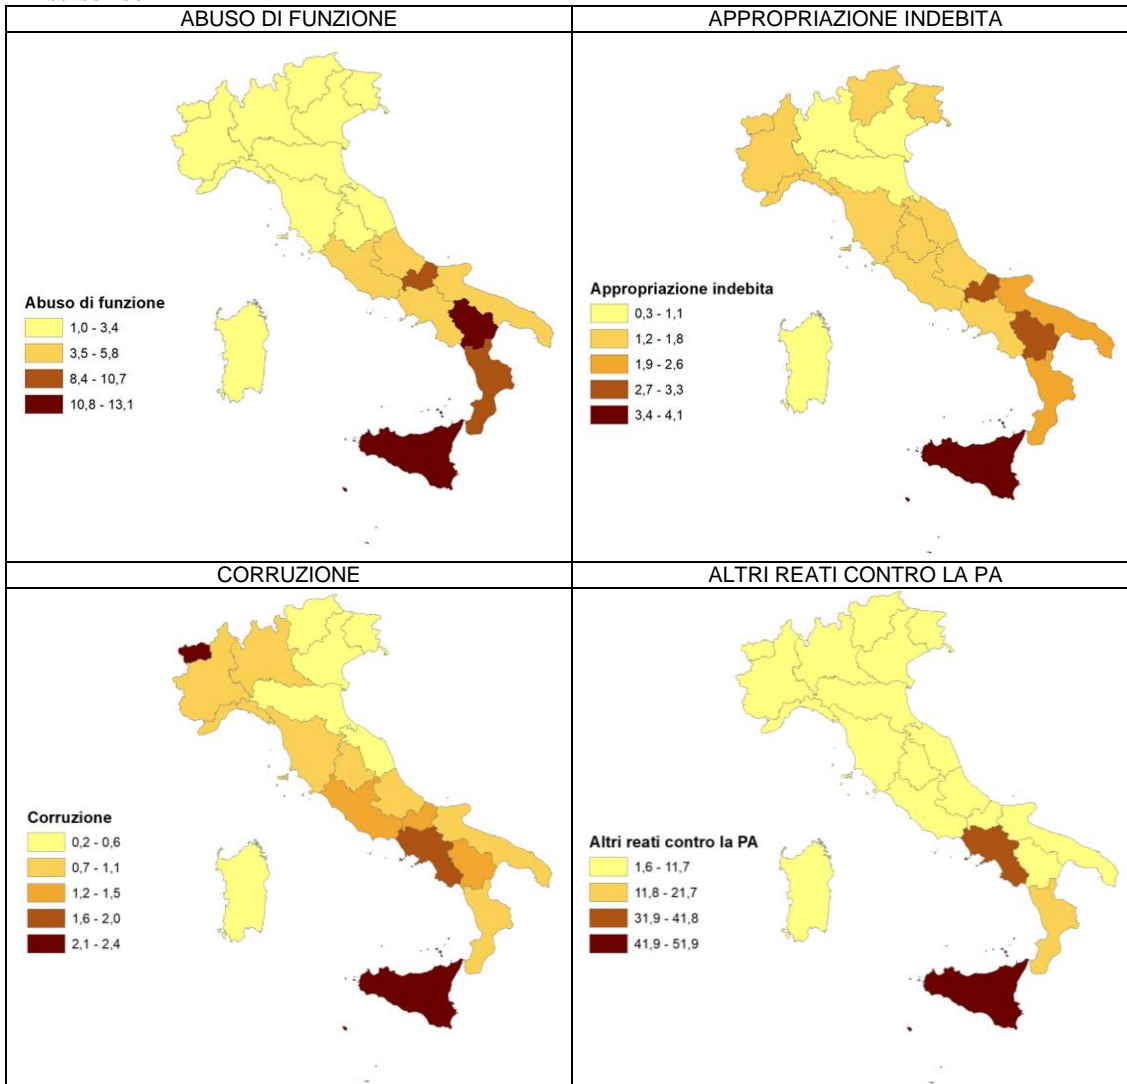 ABUSO DI FUNZIONE
APPROPRIAZIONE INDEBITA
Abuso di funzione
1,0 - 3,4
3,5 - 5,8
8,4 - 10,7
10,8 - 13,1
Appropriazione indebita
0,3 - 1,1
1,2 - 1,8
1,9 - 2,6
2,7 - 3,3
3,4 - 4,1
CORRUZIONE
ALTRI REATI CONTRO LA PA
Corruzione
0,2 - 0,6
0,7 - 1,1
1,2 - 1,5
1,6 - 2,0
2,1 - 2,4
Altri reati contro la PA
1,6 - 11,7
11,8 - 21,7
31,9 - 41,8
41,9 - 51,9